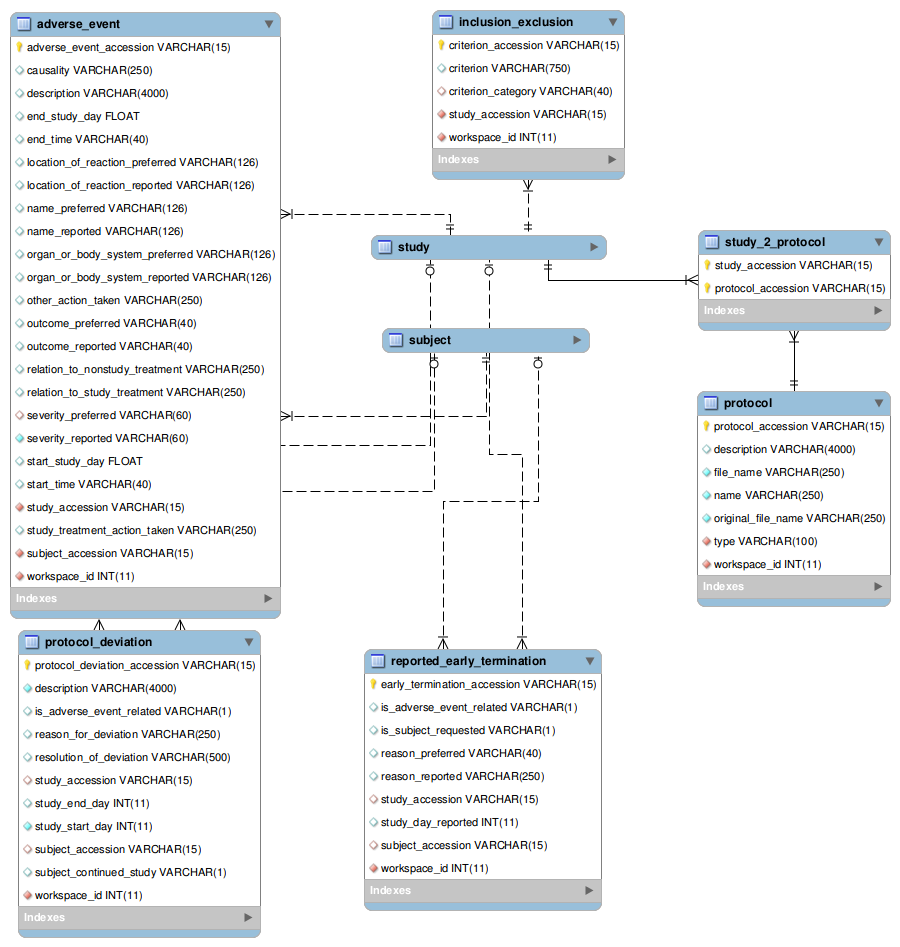 adverse_event
adverse_event_accession VARCHAR(15)
causality VARCHAR(250)
description VARCHAR(4000)
end_study_day FLOAT
end_time VARCHAR(40)
location_of_reaction_preferred VARCHAR(126)
location_of_reaction_reported VARCHAR(126)
name_preferred VARCHAR(126)
name_reported VARCHAR(126)
organ_or_body_system_preferred VARCHAR(126)
organ_or_body_system_reported VARCHAR(126)
other_action_taken VARCHAR(250)
outcome_preferred VARCHAR(40)
outcome_reported VARCHAR(40)
relation_to_nonstudy_treatment VARCHAR(250)
relation_to_study_treatment VARCHAR(250)
severity_preferred VARCHAR(60)
severity_reported VARCHAR(60)
start_study_day FLOAT
start_time VARCHAR(40)
study_accession VARCHAR(15)
study_treatment_action_taken VARCHAR(250)
subject_accession VARCHAR(15)
workspace_id INT(11)
Indexes
inclusion_exclusion
criterion_accession VARCHAR(15)
criterion VARCHAR(750)
criterion_category VARCHAR(40)
study_accession VARCHAR(15)
workspace_id INT(11)
Indexes
study
subject
study_2_protocol
study_accession VARCHAR(15)
protocol_accession VARCHAR(15)
Indexes
protocol
protocol_accession VARCHAR(15)
description VARCHAR(4000)
file_name VARCHAR(250)
name VARCHAR(250)
original_file_name VARCHAR(250)
type VARCHAR(100)
workspace_id INT(11)
Indexes
protocol_deviation
protocol_deviation_accession VARCHAR(15)
description VARCHAR(4000)
is_adverse_event_related VARCHAR(1)
reason_for_deviation VARCHAR(250)
resolution_of_deviation VARCHAR(500)
study_accession VARCHAR(15)
study_end_day INT(11)
study_start_day INT(11)
subject_accession VARCHAR(15)
subject_continued_study VARCHAR(1)
workspace_id INT(11)
Indexes
reported_early_termination
early_termination_accession VARCHAR(15)
is_adverse_event_related VARCHAR(1)
is_subject_requested VARCHAR(1)
reason_preferred VARCHAR(40)
reason_reported VARCHAR(250)
study_accession VARCHAR(15)
study_day_reported INT(11)
subject_accession VARCHAR(15)
workspace_id INT(11)
Indexes